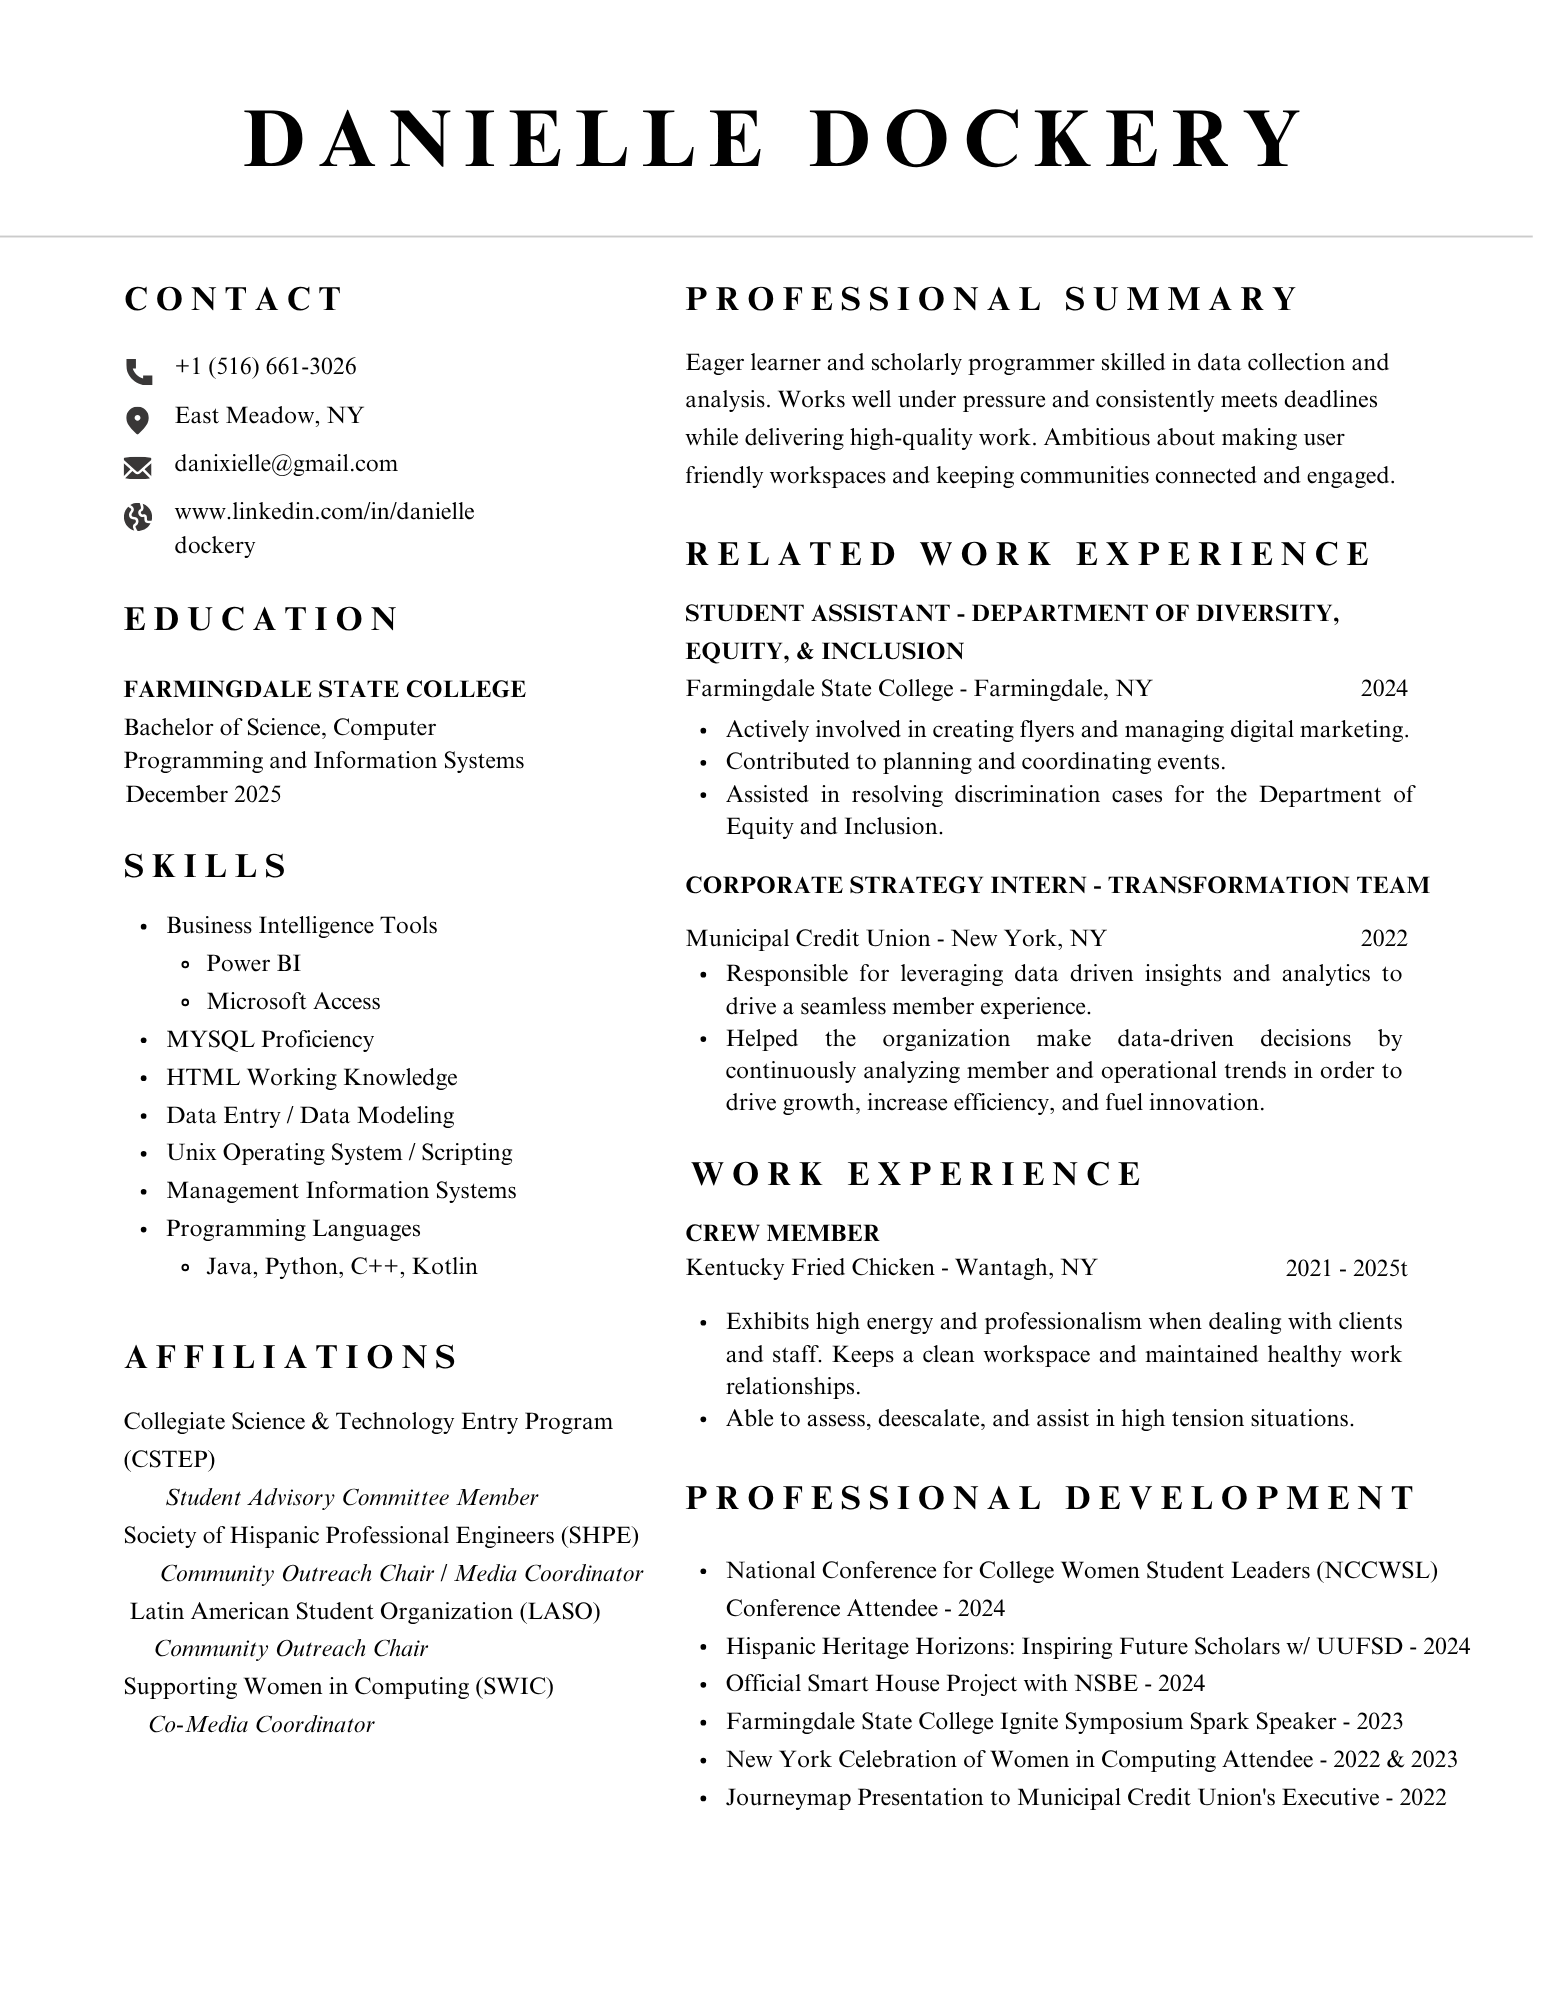 DANIELLE DOCKERY
CONTACT
+1 (516) 661-3026
East Meadow, NY
danixielle@gmail.com
www.linkedin.com/in/danielle
dockery
EDUCATION
FARMINGDALE STATE COLLEGE
Bachelor of Science, Computer
Programming and Information Systems
December 2025
SKILLS
• Business Intelligence Tools
◦ Power BI
◦ Microsoft Access
• MYSQL Proficiency
• HTML Working Knowledge
• Data Entry / Data Modeling
• Unix Operating System / Scripting
• Management Information Systems
• Programming Languages
◦ Java, Python, C++, Kotlin
AFFILIATIONS
Collegiate Science & Technology Entry Program
(CSTEP)
Student Advisory Committee Member
Society of Hispanic Professional Engineers (SHPE)
Community Outreach Chair / Media Coordinator
Latin American Student Organization (LASO)
Community Outreach Chair
Supporting Women in Computing (SWIC)
Co-Media Coordinator
PROFESSIONAL SUMMARY
Eager learner and scholarly programmer skilled in data collection and
analysis. Works well under pressure and consistently meets deadlines
while delivering high-quality work. Ambitious about making user
friendly workspaces and keeping communities connected and engaged.
RELATED WORK EXPERIENCE
STUDENT ASSISTANT - DEPARTMENT OF DIVERSITY,
EQUITY, & INCLUSION
Farmingdale State College - Farmingdale, NY 2024
• Actively involved in creating flyers and managing digital marketing.
• Contributed to planning and coordinating events.
• Assisted in resolving discrimination cases for the Department of
Equity and Inclusion.
CORPORATE STRATEGY INTERN - TRANSFORMATION TEAM
Municipal Credit Union - New York, NY 2022
• Responsible for leveraging data driven insights and analytics to
drive a seamless member experience.
• Helped the organization make data-driven decisions by
continuously analyzing member and operational trends in order to
drive growth, increase efficiency, and fuel innovation.
WORK EXPERIENCE
CREW MEMBER
Kentucky Fried Chicken - Wantagh, NY 2021 - 2025t
• Exhibits high energy and professionalism when dealing with clients
and staff. Keeps a clean workspace and maintained healthy work
relationships.
• Able to assess, deescalate, and assist in high tension situations.
PROFESSIONAL DEVELOPMENT
• National Conference for College Women Student Leaders (NCCWSL)
Conference Attendee - 2024
• Hispanic Heritage Horizons: Inspiring Future Scholars w/ UUFSD - 2024
• Official Smart House Project with NSBE - 2024
• Farmingdale State College Ignite Symposium Spark Speaker - 2023
• New York Celebration of Women in Computing Attendee - 2022 & 2023
• Journeymap Presentation to Municipal Credit Union's Executive - 2022